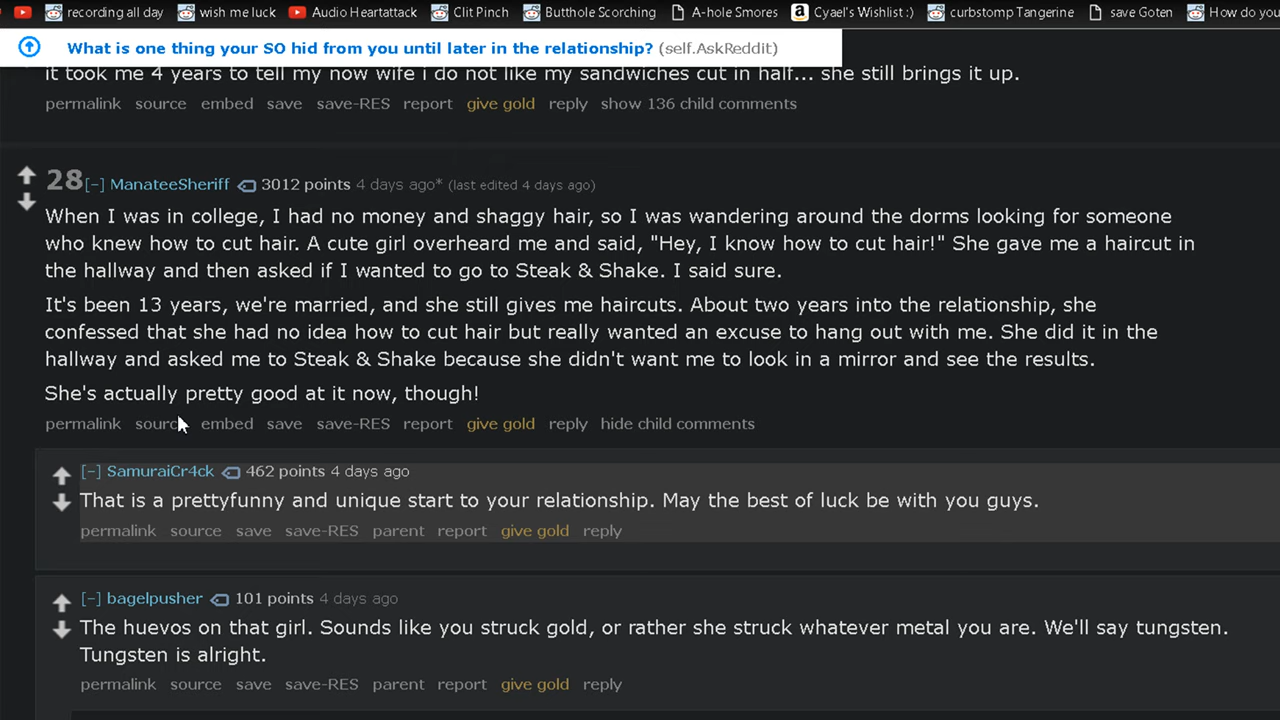 recording all day wish me luck Audio Heartattack Clit Pinch Butthole Scorching A-hole Smores Cyael's Wishlist :) curbstomp Tangerine save Goten How do you
What is one thing your SO hid from you until later in the relationship? (self.AskReddit)
it took me 4 years to tell my now wife i do not like my sandwiches cut in half... she still brings it up.
permalink source embed save save-RES report give gold reply show 136 child comments
28 [−] ManateeSheriff 3012 points 4 days ago* (last edited 4 days ago)
When I was in college, I had no money and shaggy hair, so I was wandering around the dorms looking for someone
who knew how to cut hair. A cute girl overheard me and said, "Hey, I know how to cut hair!" She gave me a haircut in
the hallway and then asked if I wanted to go to Steak & Shake. I said sure.
It's been 13 years, we're married, and she still gives me haircuts. About two years into the relationship, she
confessed that she had no idea how to cut hair but really wanted an excuse to hang out with me. She did it in the
hallway and asked me to Steak & Shake because she didn't want me to look in a mirror and see the results.
She's actually pretty good at it now, though!
permalink source embed save save-RES report give gold reply hide child comments
[−] SamuraiCr4ck 462 points 4 days ago
That is a prettyfunny and unique start to your relationship. May the best of luck be with you guys.
permalink source save save-RES parent report give gold reply
[−] bagelpusher 101 points 4 days ago
The huevos on that girl. Sounds like you struck gold, or rather she struck whatever metal you are. We'll say tungsten.
Tungsten is alright.
permalink source save save-RES parent report give gold reply